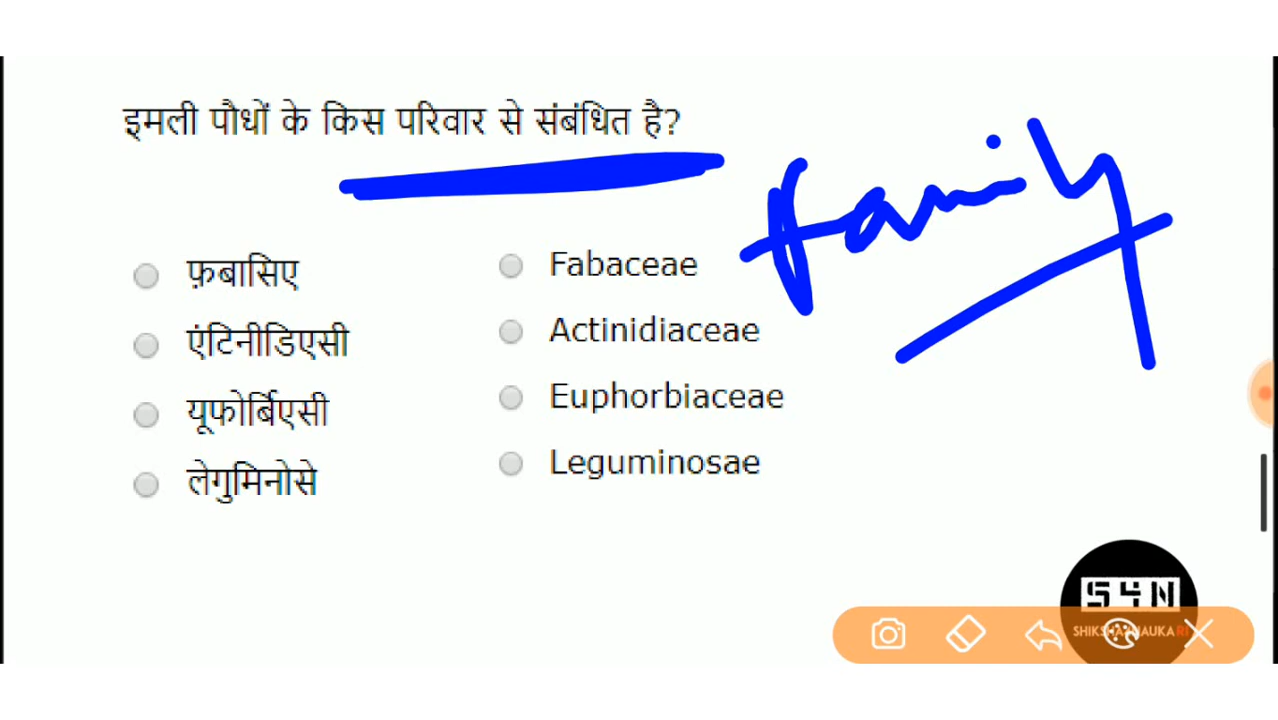 इमली पौधों के किस परिवार से संबंधित है?
Family
फ़बासिए
एंटिनीडिएसी
यूफोर्बिएसी
लेगुमिनोसे
Fabaceae
Actinidiaceae
Euphorbiaceae
Leguminosae
S4N